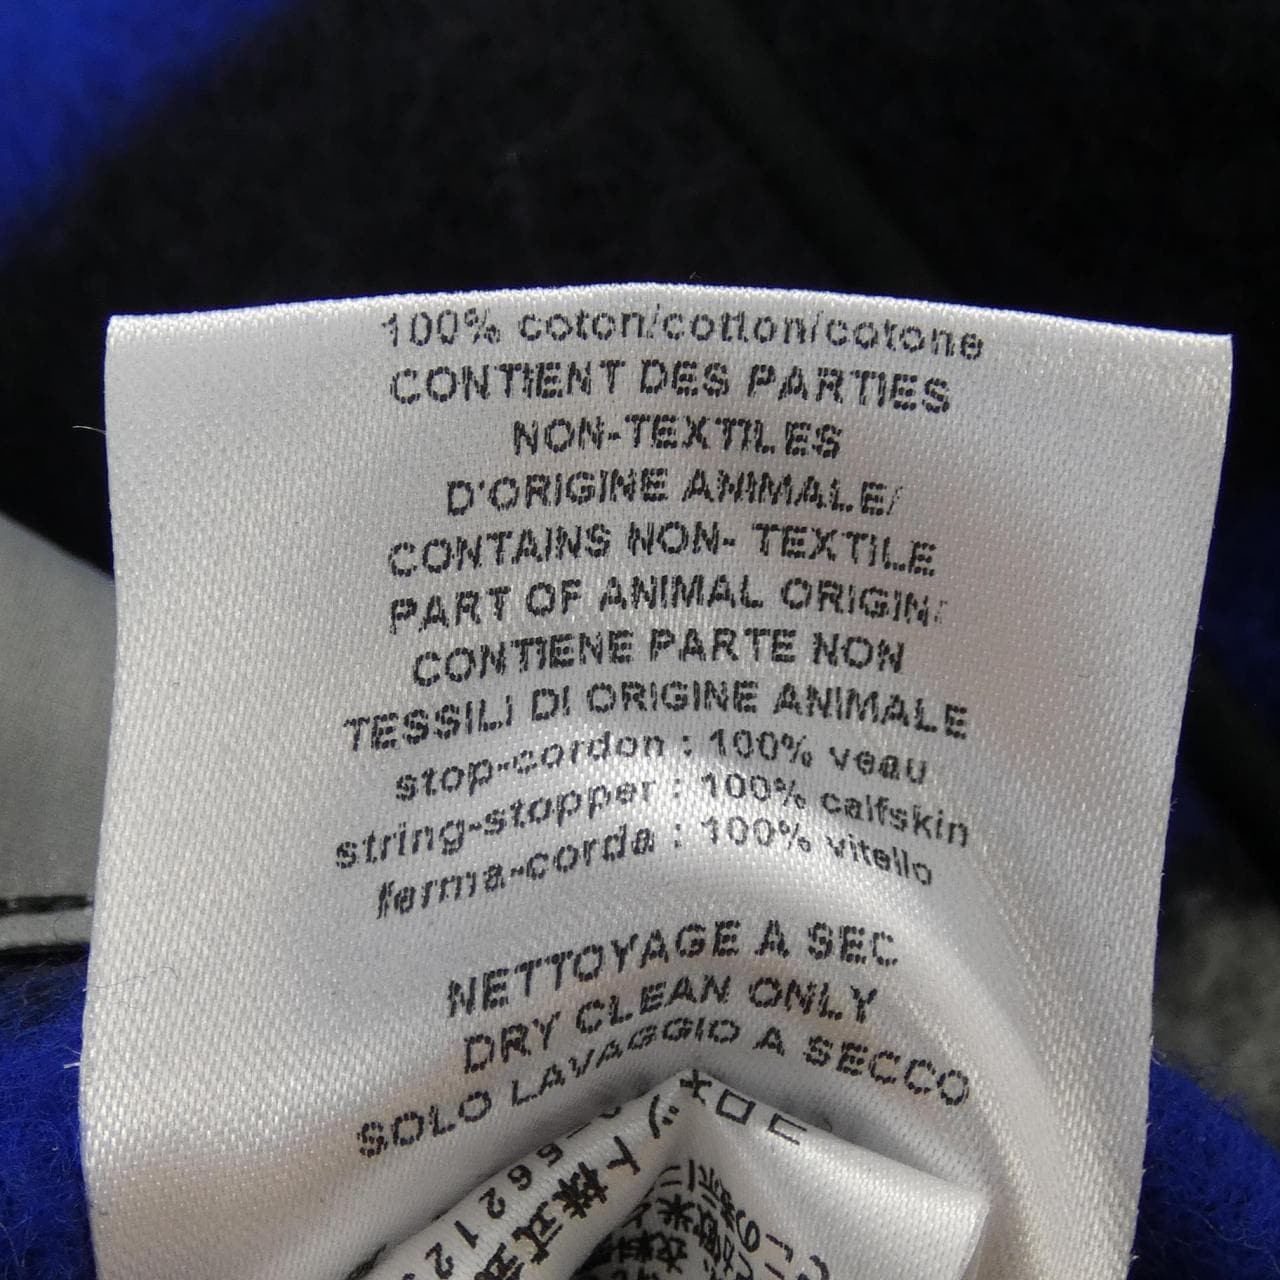 100% coton/cotton/cotone
CONTIENT DES PARTIES
NON-TEXTILES
D'ORIGINE ANIMALE/
CONTAINS NON- TEXTILE
PART OF ANIMAL ORIGIN/
CONTIENE PARTE NON
TESSILI DI ORIGINE ANIMALE
stop-cordon : 100% veau
string-stopper : 100% calfskin
ferma-corda : 100% vitello
NETTOYAGE A SEC
DRY CLEAN ONLY
SOLO LAVAGGIO A SECCO